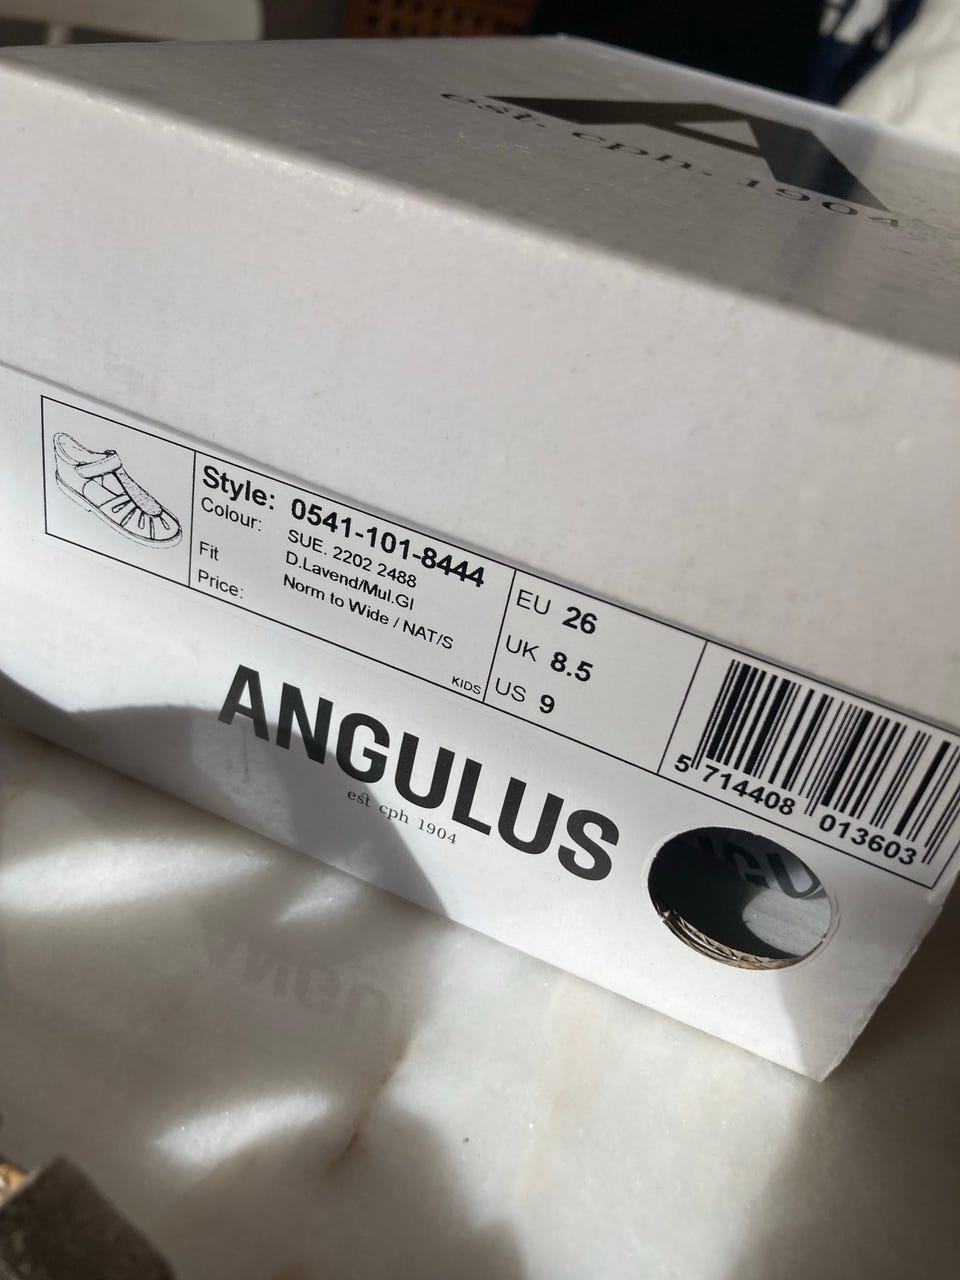 A
est. cph. 1904
Style: 0541-101-8444
Colour: SUE. 2202 2488
D.Lavend/Mul.Gl
Fit Norm to Wide / NAT/S
Price:
KIDS
EU 26
UK 8.5
US 9
5 714408 013603
ANGULUS
est cph 1904